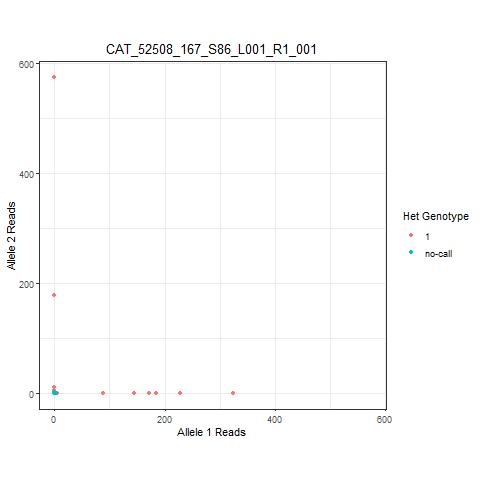 CAT_52508_167_S86_L001_R1_001
600
400
200
0
Allele 2 Reads
0 200 400 600
Allele 1 Reads
Het Genotype
1
no-call